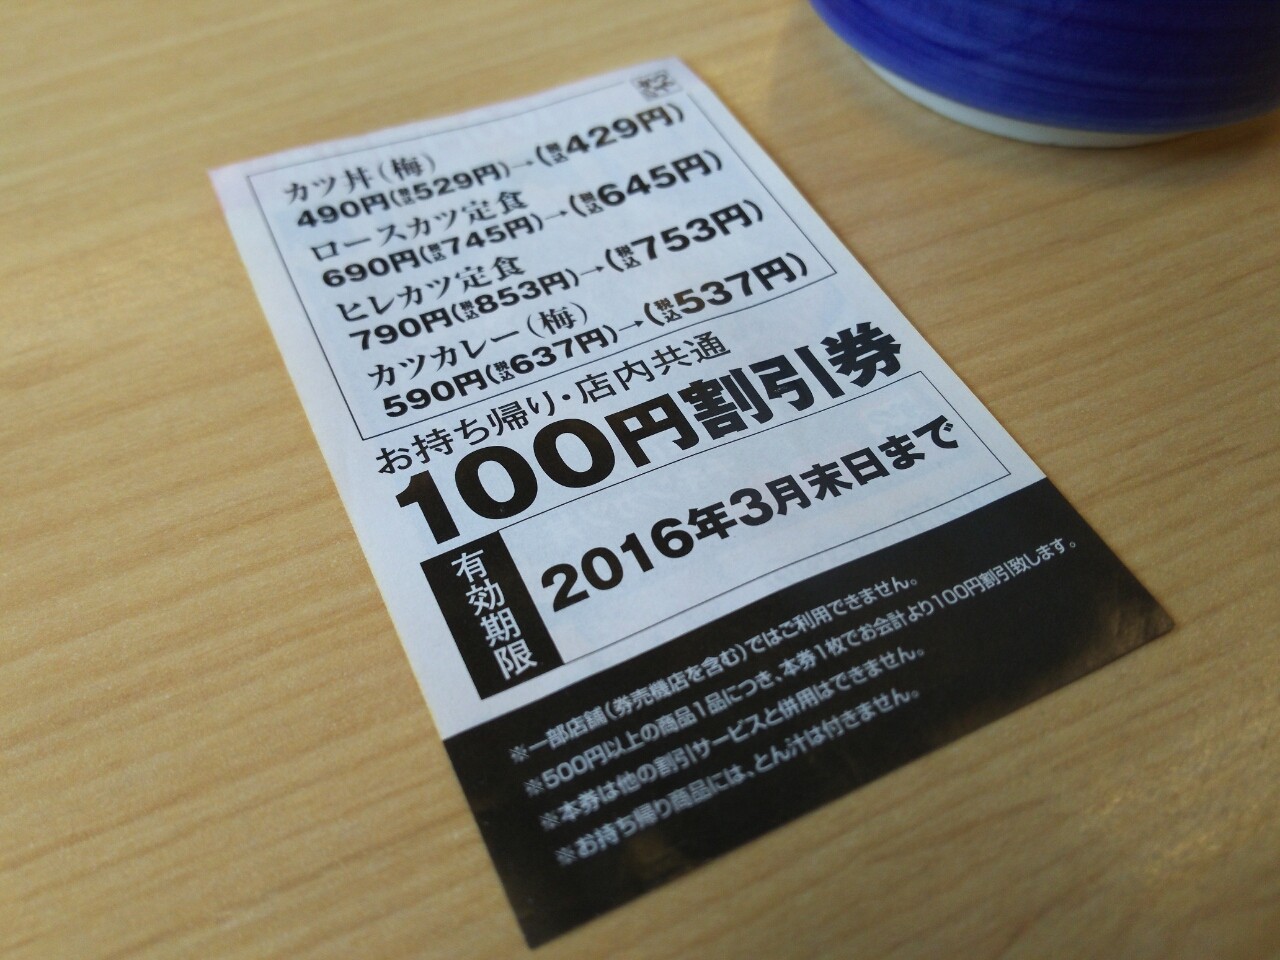 カツ丼（梅）
490円(税込529円)→(税込429円)
ロースカツ定食
690円(税込745円)→(税込645円)
ヒレカツ定食
790円(税込853円)→(税込753円)
カツカレー（梅）
590円(税込637円)→(税込537円)
お持ち帰り・店内共通
100円割引券
有効期限
2016年3月末日まで
※一部店舗(券売機店を含む)ではご利用できません。
※500円以上の商品1品につき、本券1枚でお会計より100円割引致します。
※本券は他の割引サービスと併用はできません。
※お持ち帰り商品には、とん汁は付きません。